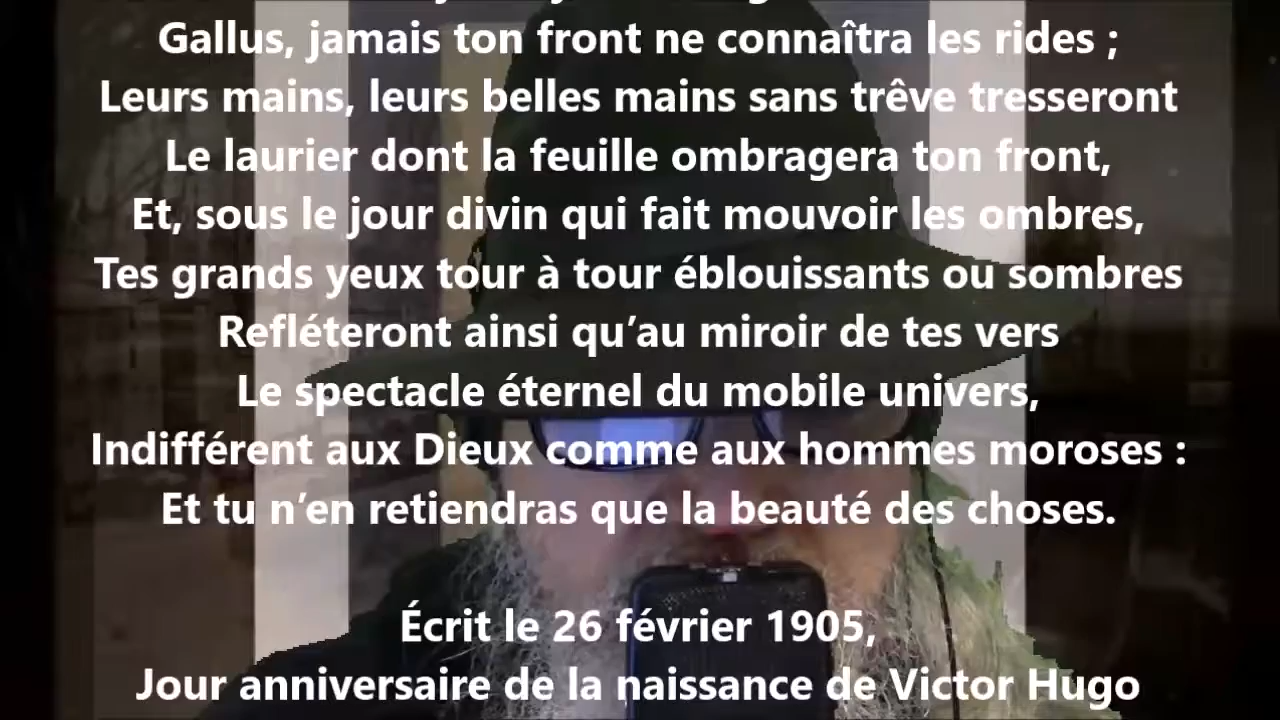 Gallus, jamais ton front ne connaîtra les rides ;
Leurs mains, leurs belles mains sans trêve tresseront
Le laurier dont la feuille ombragera ton front,
Et, sous le jour divin qui fait mouvoir les ombres,
Tes grands yeux tour à tour éblouissants ou sombres
Refléteront ainsi qu’au miroir de tes vers
Le spectacle éternel du mobile univers,
Indifférent aux Dieux comme aux hommes moroses :
Et tu n’en retiendras que la beauté des choses.
Écrit le 26 février 1905,
Jour anniversaire de la naissance de Victor Hugo